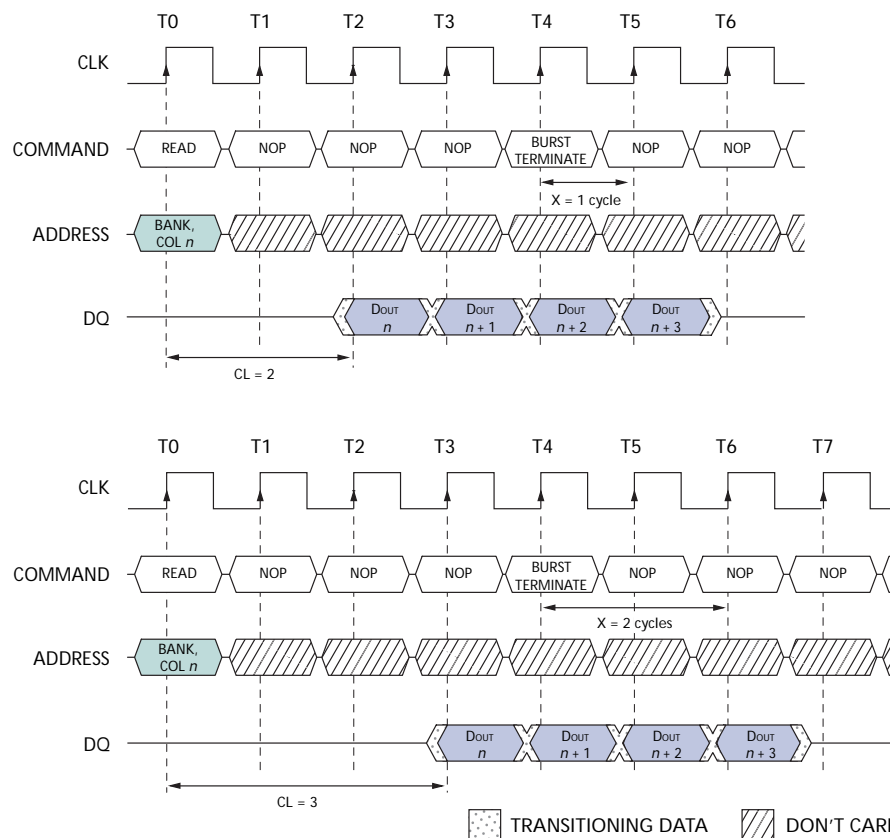 T0 T1 T2 T3 T4 T5 T6
CLK
COMMAND READ NOP NOP NOP BURST TERMINATE NOP NOP
X = 1 cycle
ADDRESS BANK, COL n
DQ DOUT n DOUT n + 1 DOUT n + 2 DOUT n + 3
CL = 2
T0 T1 T2 T3 T4 T5 T6 T7
CLK
COMMAND READ NOP NOP NOP BURST TERMINATE NOP NOP NOP
X = 2 cycles
ADDRESS BANK, COL n
DQ DOUT n DOUT n + 1 DOUT n + 2 DOUT n + 3
CL = 3
TRANSITIONING DATA DON'T CARE